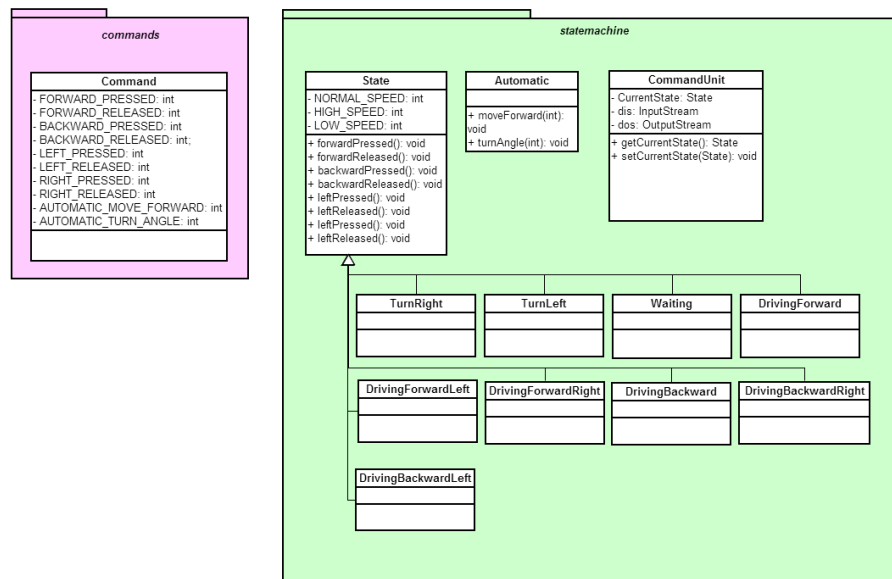 commands
Command
- FORWARD_PRESSED: int
- FORWARD_RELEASED: int
- BACKWARD_PRESSED: int
- BACKWARD_RELEASED: int;
- LEFT_PRESSED: int
- LEFT_RELEASED: int
- RIGHT_PRESSED: int
- RIGHT_RELEASED: int
- AUTOMATIC_MOVE_FORWARD: int
- AUTOMATIC_TURN_ANGLE: int
statemachine
State
- NORMAL_SPEED: int
- HIGH_SPEED: int
- LOW_SPEED: int
+ forwardPressed(): void
+ forwardReleased(): void
+ backwardPressed(): void
+ backwardReleased(): void
+ leftPressed(): void
+ leftReleased(): void
+ leftPressed(): void
+ leftReleased(): void
Automatic
+ moveForward(int):
void
+ turnAngle(int): void
CommandUnit
- CurrentState: State
- dis: InputStream
- dos: OutputStream
+ getCurrentState(): State
+ setCurrentState(State): void
TurnRight
TurnLeft
Waiting
DrivingForward
DrivingForwardLeft
DrivingForwardRight
DrivingBackward
DrivingBackwardRight
DrivingBackwardLeft